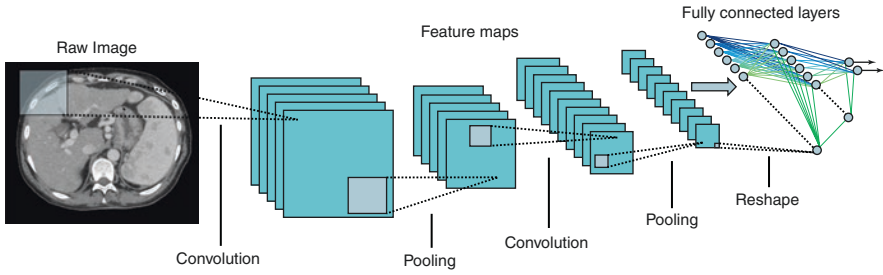 Raw Image
Feature maps
Fully connected layers
Convolution
Pooling
Convolution
Pooling
Reshape